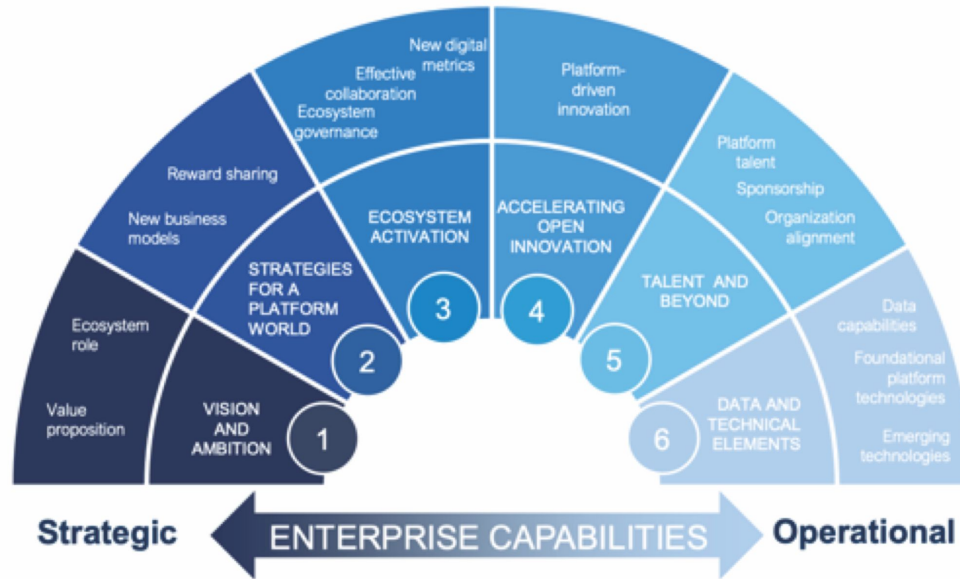 New digital
metrics
Effective
collaboration
Ecosystem
governance
Platform-
driven
innovation
Reward sharing
New business
models
Platform
talent
Sponsorship
Organization
alignment
ECOSYSTEM
ACTIVATION
ACCELERATING
OPEN
INNOVATION
STRATEGIES
FOR A
PLATFORM
WORLD
TALENT AND
BEYOND
Ecosystem
role
Value
proposition
VISION
AND
AMBITION
1
2
3
4
5
6
DATA AND
TECHNICAL
ELEMENTS
Data
capabilities
Foundational
platform
technologies
Emerging
technologies
Strategic
ENTERPRISE CAPABILITIES
Operational